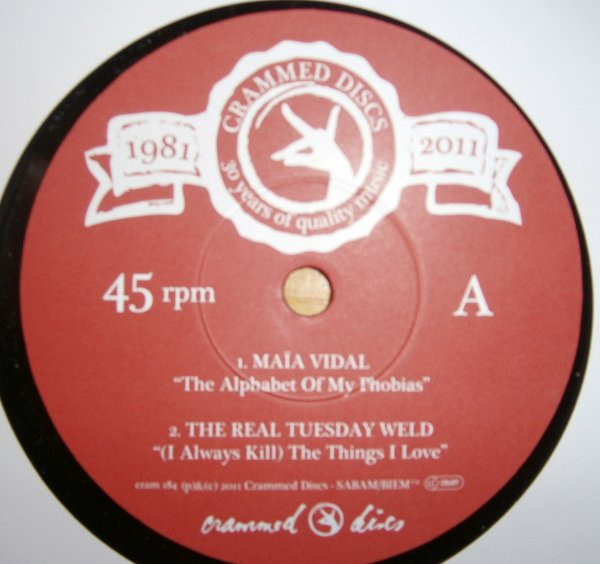 CRAMMED DISCS
1981
2011
30 years of quality music
45 rpm
A
1. MAÏA VIDAL
"The Alphabet Of My Phobias"
2. THE REAL TUESDAY WELD
"(I Always Kill) The Things I Love"
cram 184 (p)&(c) 2011 Crammed Discs - SABAM/BIEM™
crammed discs